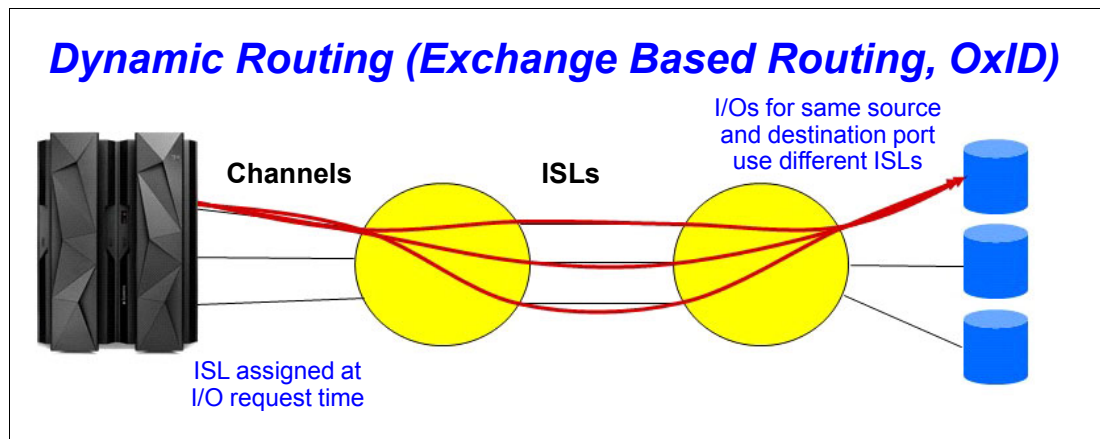 Dynamic Routing (Exchange Based Routing, OxID)
I/Os for same source
and destination port
use different ISLs
Channels
ISLs
ISL assigned at
I/O request time